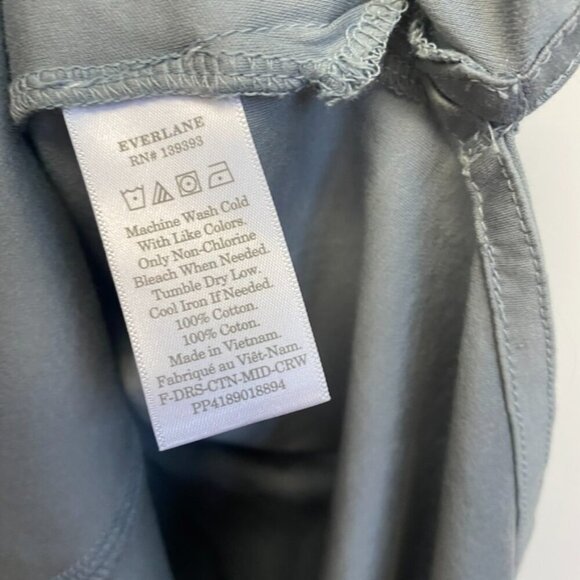 EVERLANE
RN# 139393
Machine Wash Cold
With Like Colors.
Only Non-Chlorine
Bleach When Needed.
Tumble Dry Low.
Cool Iron If Needed.
100% Cotton.
100% Coton.
Made in Vietnam.
Fabriqué au Viêt-Nam.
F-DRS-CTN-MID-CRW
PP4189018894